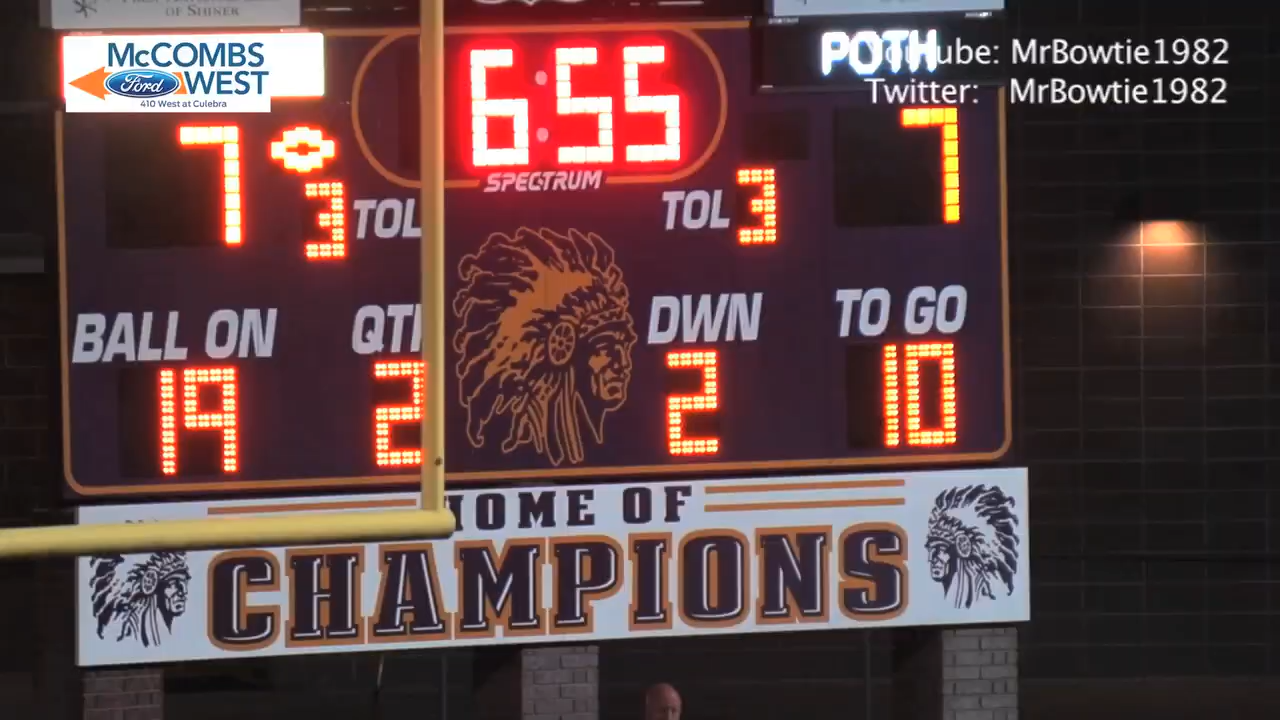 OF SHINER
McCOMBS
Ford WEST
410 West at Culebra
6:55
POTH
YouTube: MrBowtie1982
Twitter: MrBowtie1982
7
7
SPECTRUM
3 TOL
TOL 3
BALL ON
DWN
TO GO
19
2
2
10
HOME OF
CHAMPIONS